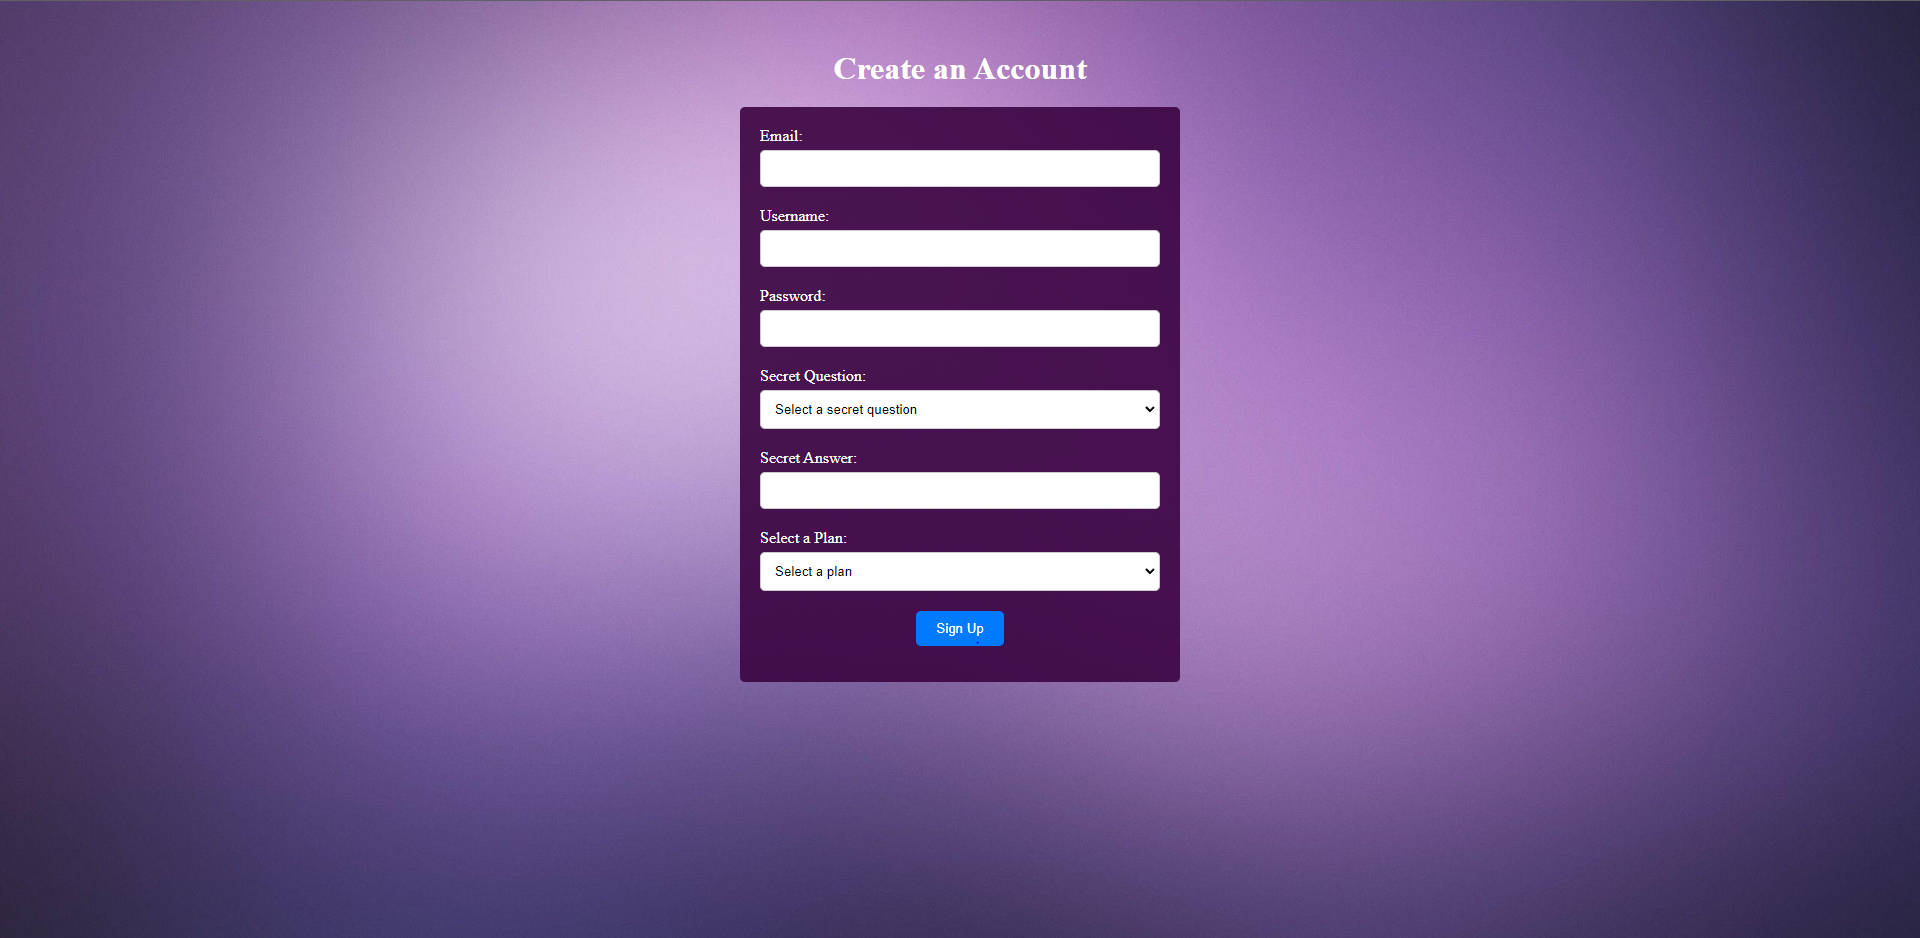 Create an Account
Email:
Username:
Password:
Secret Question:
Select a secret question
Secret Answer:
Select a Plan:
Select a plan
Sign Up